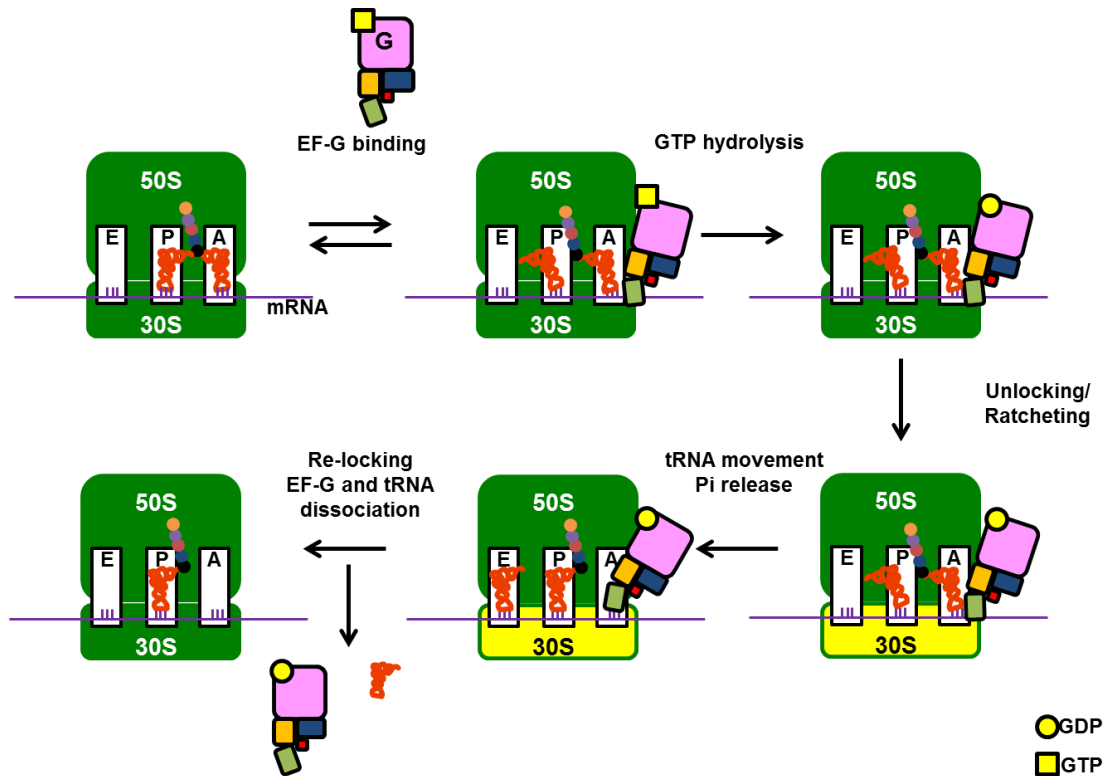 G
EF-G binding
GTP hydrolysis
50S
E P A
30S
mRNA
50S
E P A
30S
50S
E P A
30S
Unlocking/
Ratcheting
Re-locking
EF-G and tRNA
dissociation
tRNA movement
Pi release
50S
E P A
30S
50S
E P A
30S
50S
E P A
30S
GDP
GTP